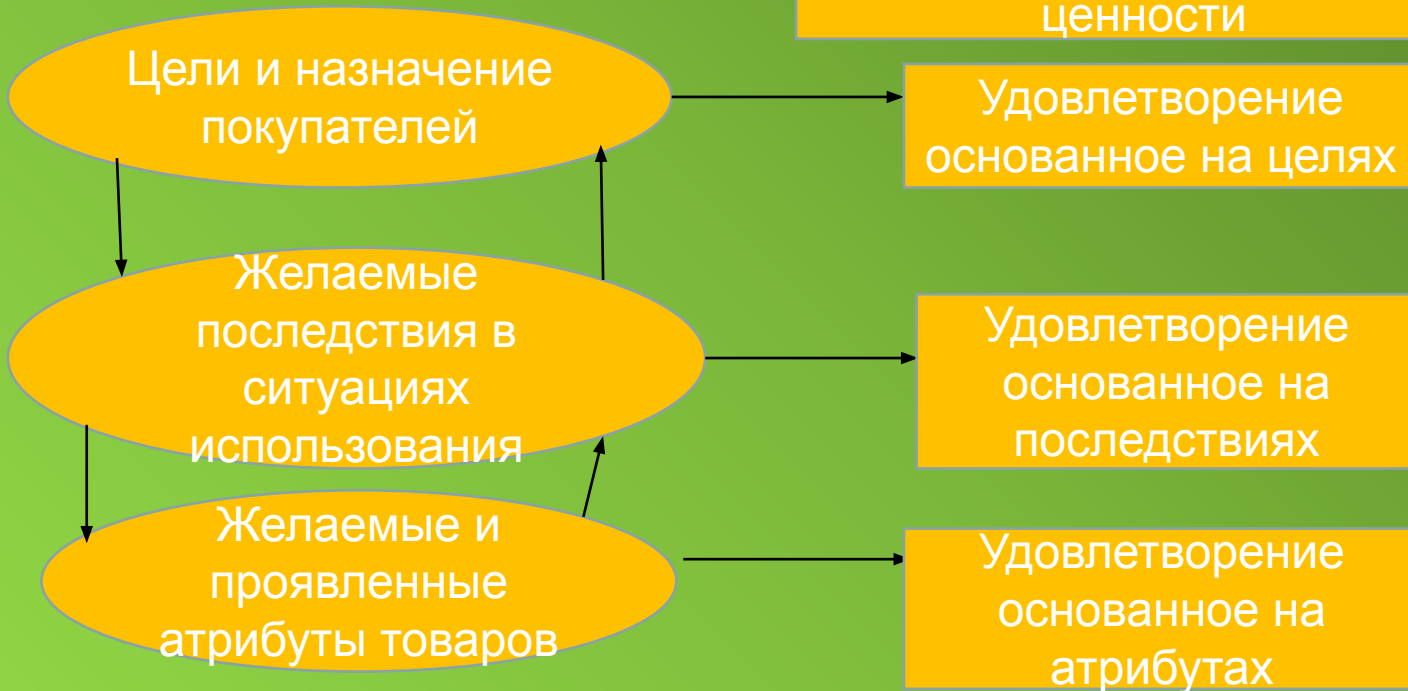 ценности
Цели и назначение
покупателей
Удовлетворение
основанное на целях
Желаемые
последствия в
ситуациях
использования
Удовлетворение
основанное на
последствиях
Желаемые и
проявленные
атрибуты товаров
Удовлетворение
основанное на
атрибутах